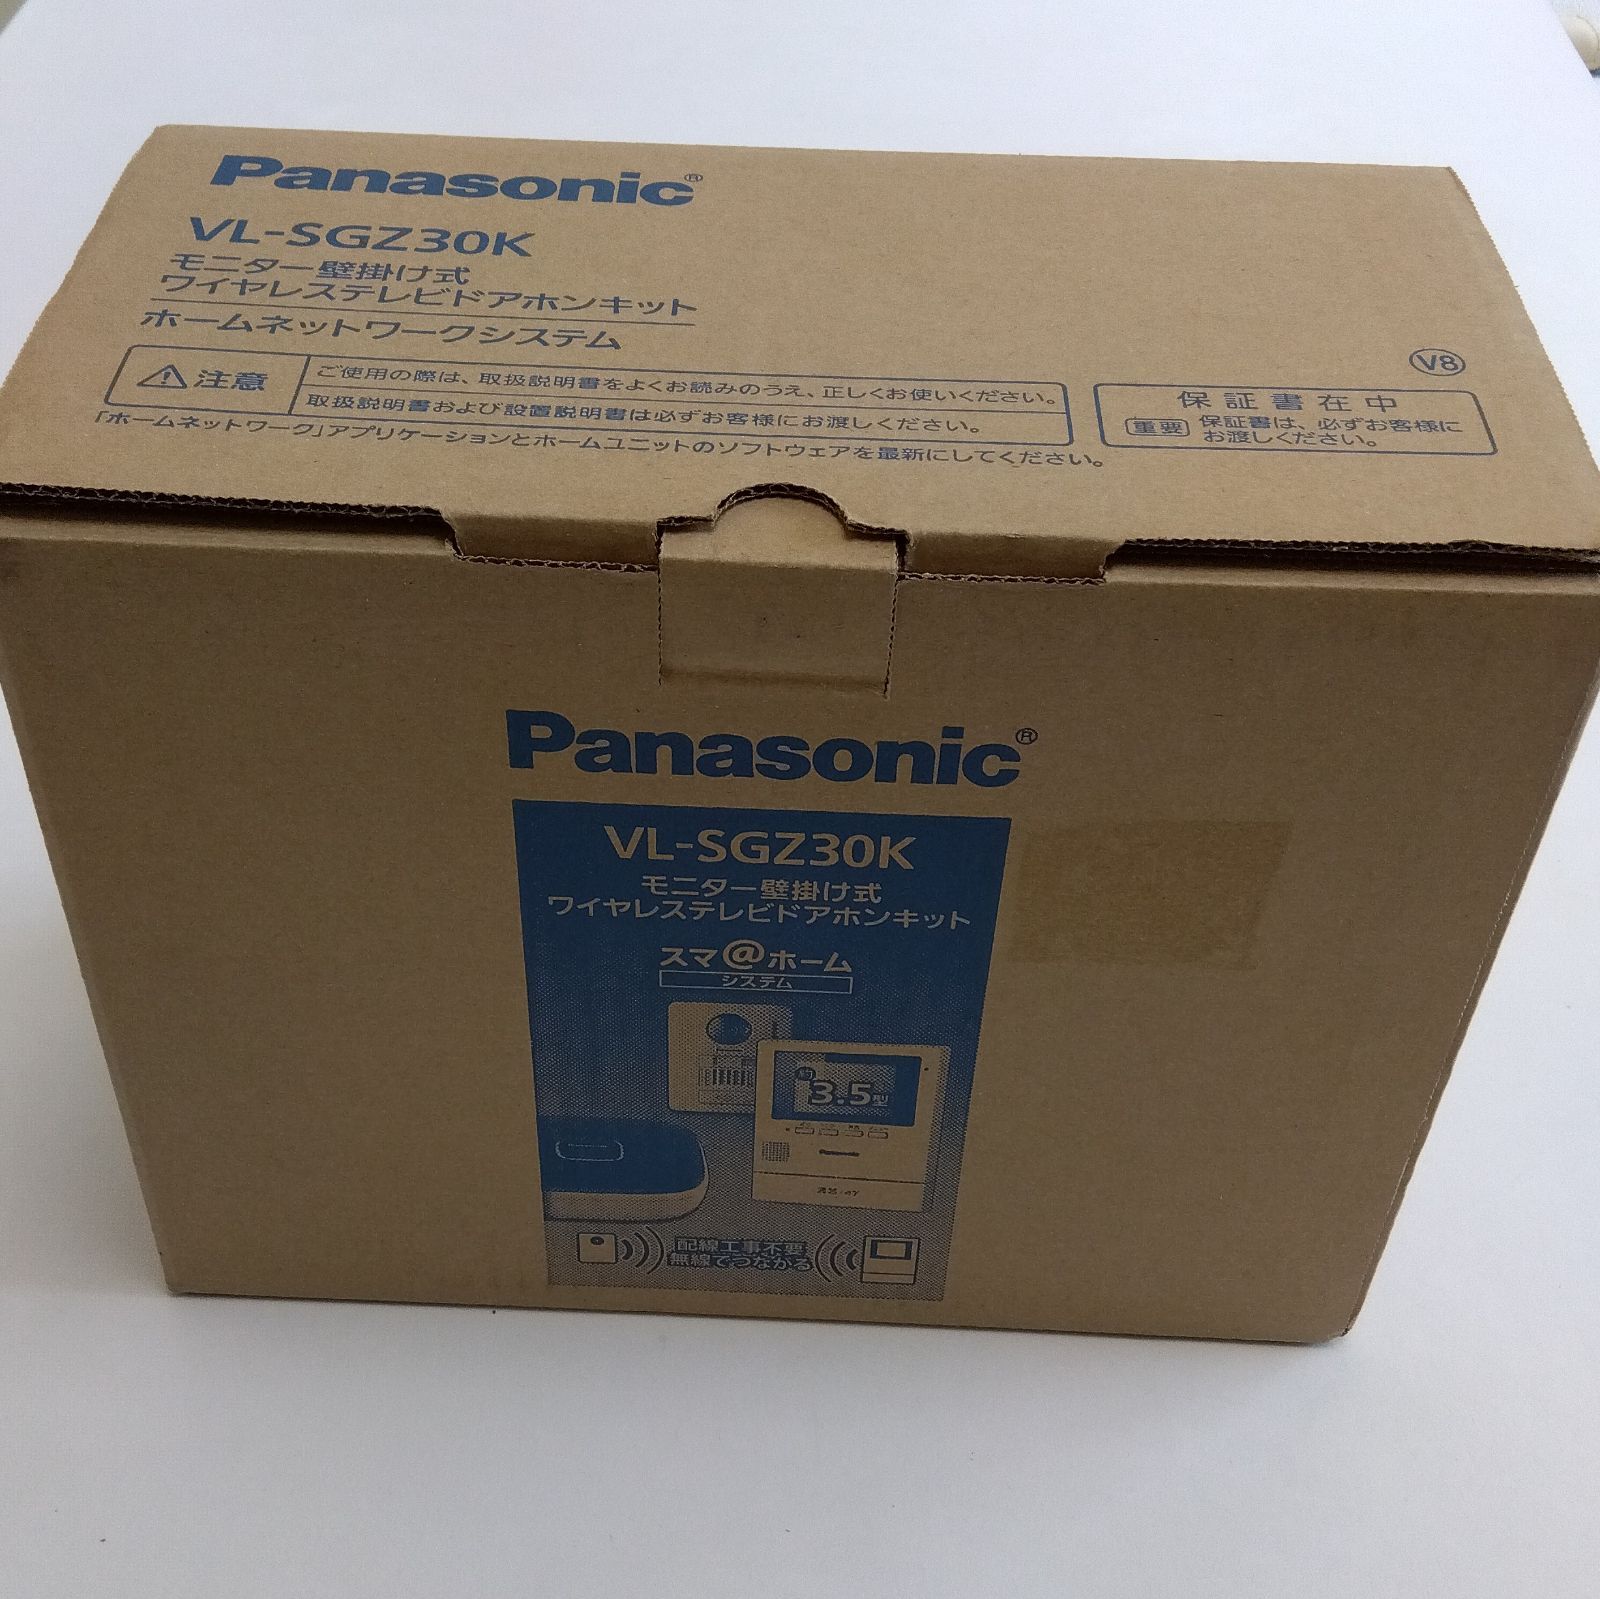 Panasonic®
VL-SGZ30K
モニター壁掛け式
ワイヤレステレビドアホンキット
ホームネットワークシステム
V8
注意
ご使用の際は、取扱説明書をよくお読みのうえ、正しくお使いください。
取扱説明書および設置説明書は必ずお客様にお渡しください。
「ホームネットワーク」アプリケーションとホームユニットのソフトウェアを最新にしてください。
保証書在中
重要 保証書は、必ずお客様に
お渡しください。
Panasonic®
VL-SGZ30K
モニター壁掛け式
ワイヤレステレビドアホンキット
スマ@ホーム
システム
約
3.5型
Panasonic
配線工事不要
無線でつながる